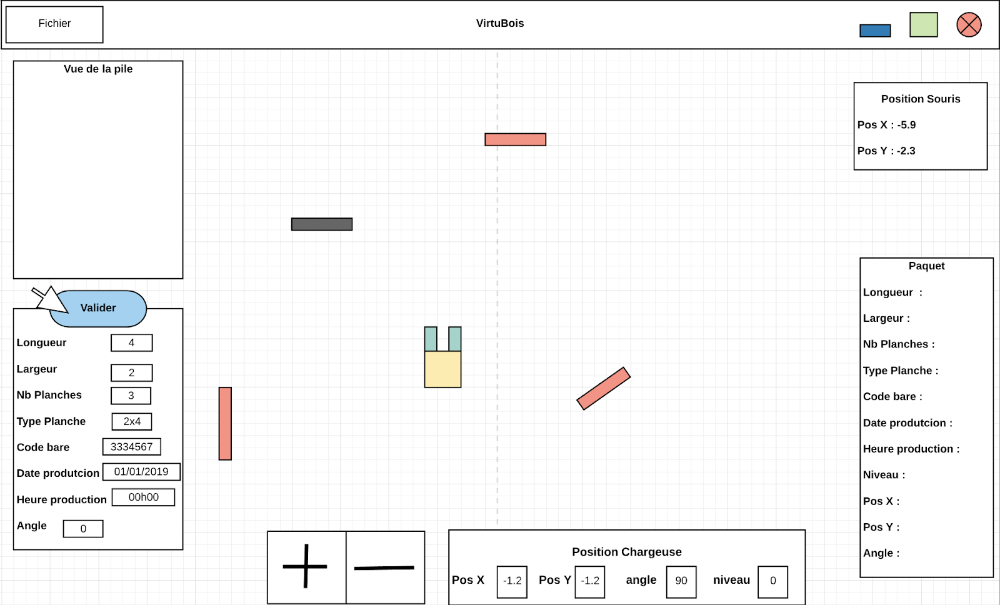 Fichier
VirtuBois
Vue de la pile
Position Souris
Pos X : -5.9
Pos Y : -2.3
Valider
Longueur 4
Largeur 2
Nb Planches 3
Type Planche 2x4
Code bare 3334567
Date produtcion 01/01/2019
Heure production 00h00
Angle 0
Position Chargeuse
Pos X -1.2 Pos Y -1.2 angle 90 niveau 0
Paquet
Longueur :
Largeur :
Nb Planches :
Type Planche :
Code bare :
Date produtcion :
Heure production :
Niveau :
Pos X :
Pos Y :
Angle :